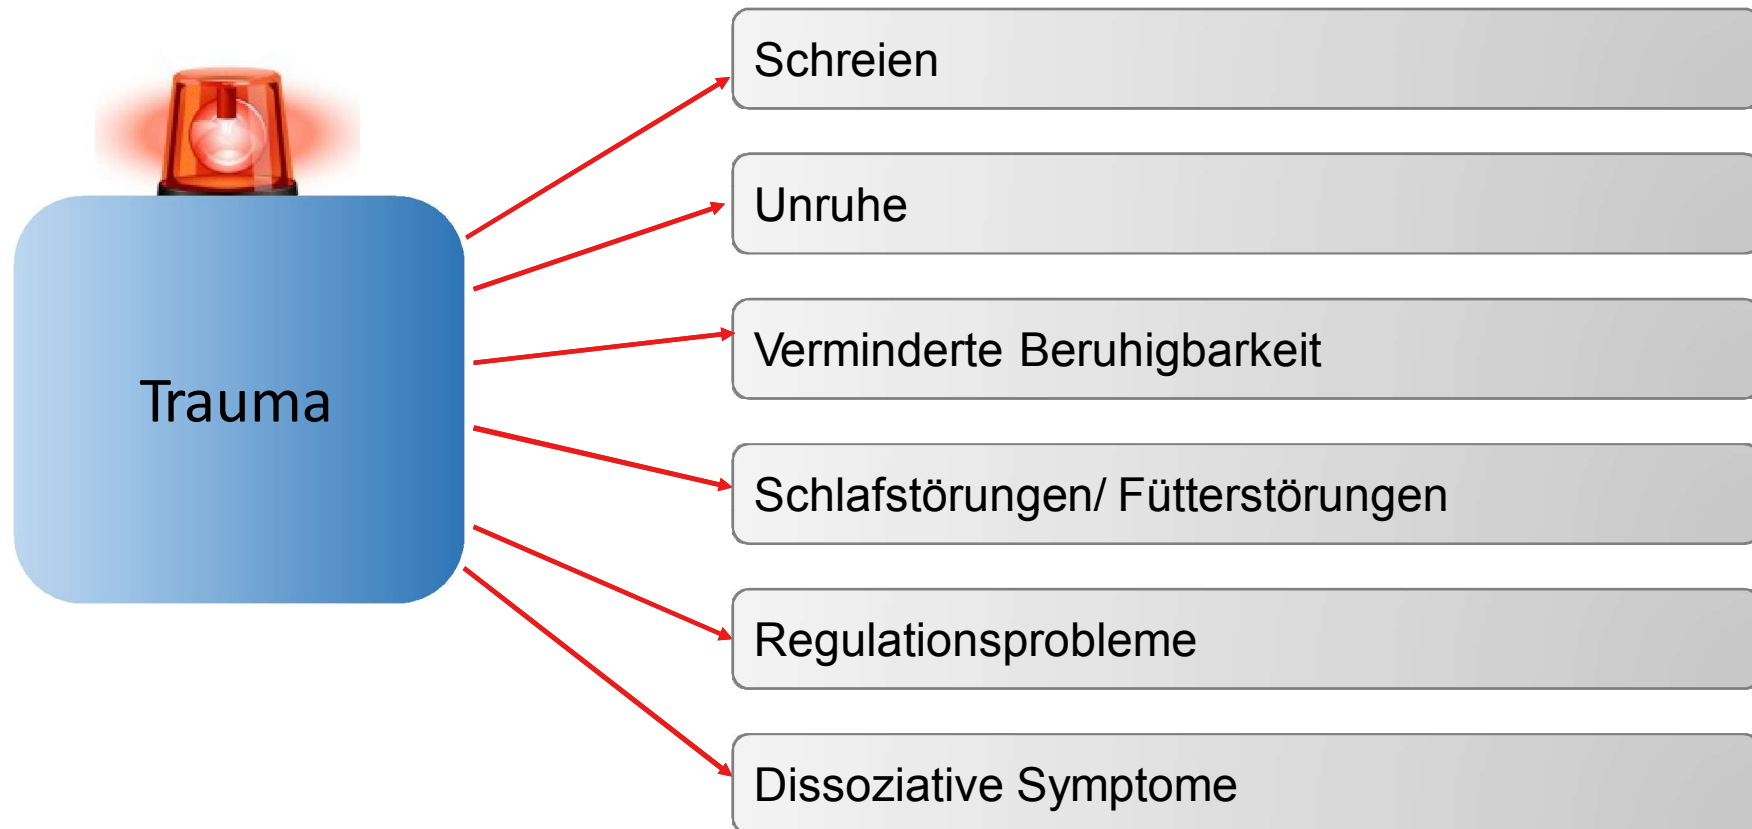 Schreien
Unruhe
Verminderte Beruhigbarkeit
Trauma
Schlafstörungen/ Fütterstörungen
Regulationsprobleme
Dissoziative Symptome